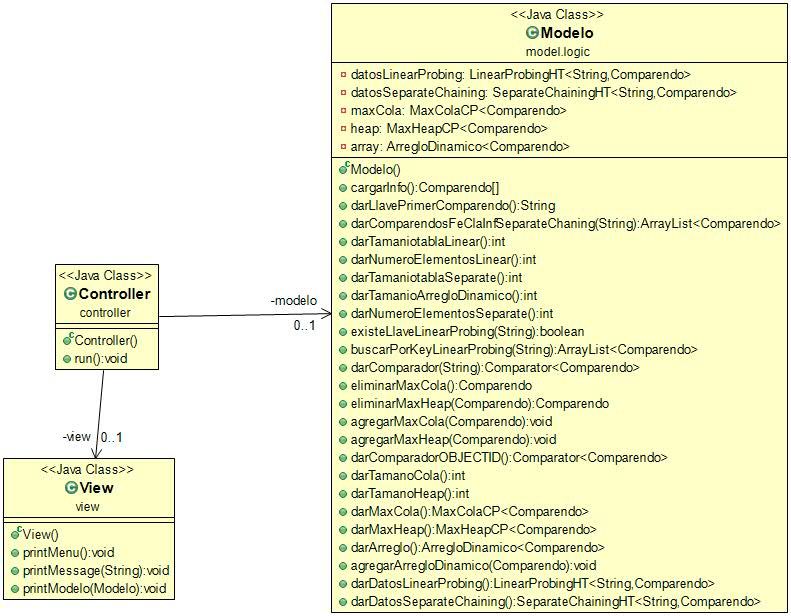 <<Java Class>>
Modelo
model.logic
datosLinearProbing: LinearProbingHT<String,Comparendo>
datosSeparateChaining: SeparateChainingHT<String,Comparendo>
maxCola: MaxColaCP<Comparendo>
heap: MaxHeapCP<Comparendo>
array: ArregloDinamico<Comparendo>
Modelo()
cargarInfo():Comparendo[]
darLlavePrimerComparendo():String
darComparendosFeClaInfSeparateChaning(String):ArrayList<Comparendo>
darTamaniotablaLinear():int
darNumeroElementosLinear():int
darTamaniotablaSeparate():int
darTamanioArregloDinamico():int
darNumeroElementosSeparate():int
existeLlaveLinearProbing(String):boolean
buscarPorKeyLinearProbing(String):ArrayList<Comparendo>
darComparador(String):Comparator<Comparendo>
eliminarMaxCola():Comparendo
eliminarMaxHeap(Comparendo):Comparendo
agregarMaxCola(Comparendo):void
agregarMaxHeap(Comparendo):void
darComparadorOBJECTID():Comparator<Comparendo>
darTamanoCola():int
darTamanoHeap():int
darMaxCola():MaxColaCP<Comparendo>
darMaxHeap():MaxHeapCP<Comparendo>
darArreglo():ArregloDinamico<Comparendo>
agregarArregloDinamico(Comparendo):void
darDatosLinearProbing():LinearProbingHT<String,Comparendo>
darDatosSeparateChaining():SeparateChainingHT<String,Comparendo>
<<Java Class>>
Controller
controller
Controller()
run():void
-modelo
0..1
-view 0..1
<<Java Class>>
View
view
View()
printMenu():void
printMessage(String):void
printModelo(Modelo):void